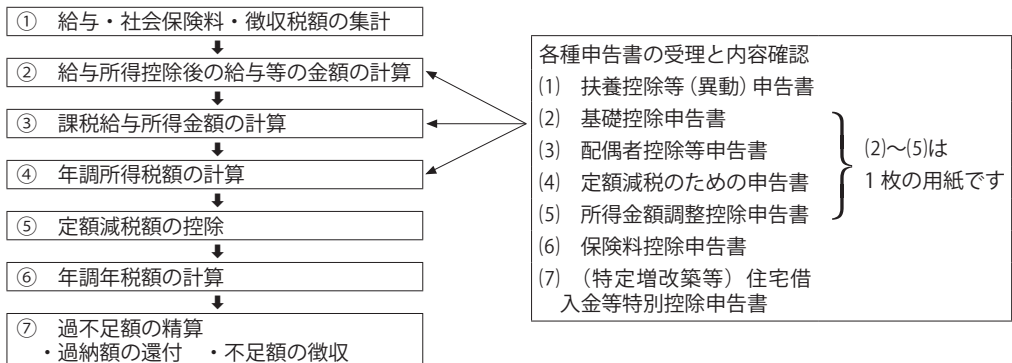 ① 給与・社会保険料・徴収税額の集計
② 給与所得控除後の給与等の金額の計算
③ 課税給与所得金額の計算
④ 年調所得税額の計算
⑤ 定額減税額の控除
⑥ 年調年税額の計算
⑦ 過不足額の精算
・過納額の還付 ・不足額の徴収
各種申告書の受理と内容確認
⑴ 扶養控除等(異動)申告書
⑵ 基礎控除申告書
⑶ 配偶者控除等申告書
⑷ 定額減税のための申告書
⑸ 所得金額調整控除申告書
⑹ 保険料控除申告書
⑺ (特定増改築等)住宅借
入金等特別控除申告書
⑵~⑸は
1枚の用紙です